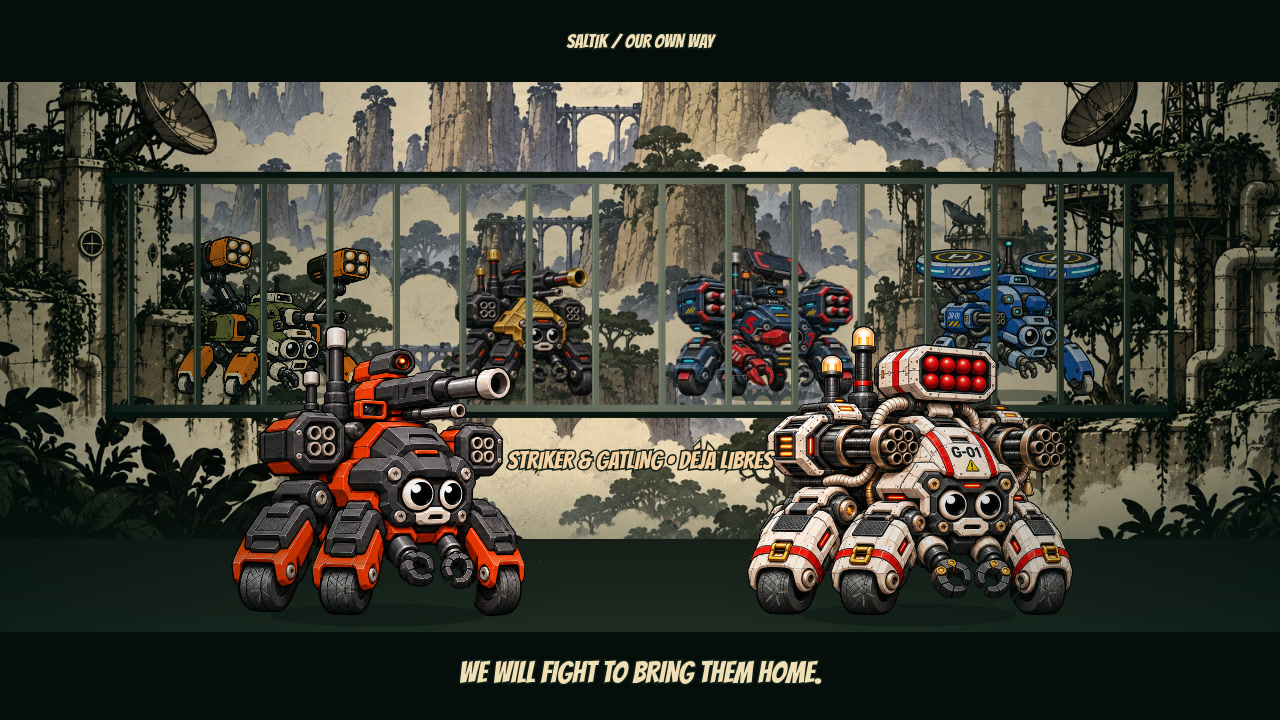 SALTIK / OUR OWN WAY
STRIKER & GATLING • DÉJÀ LIBRES
G-01
WE WILL FIGHT TO BRING THEM HOME.